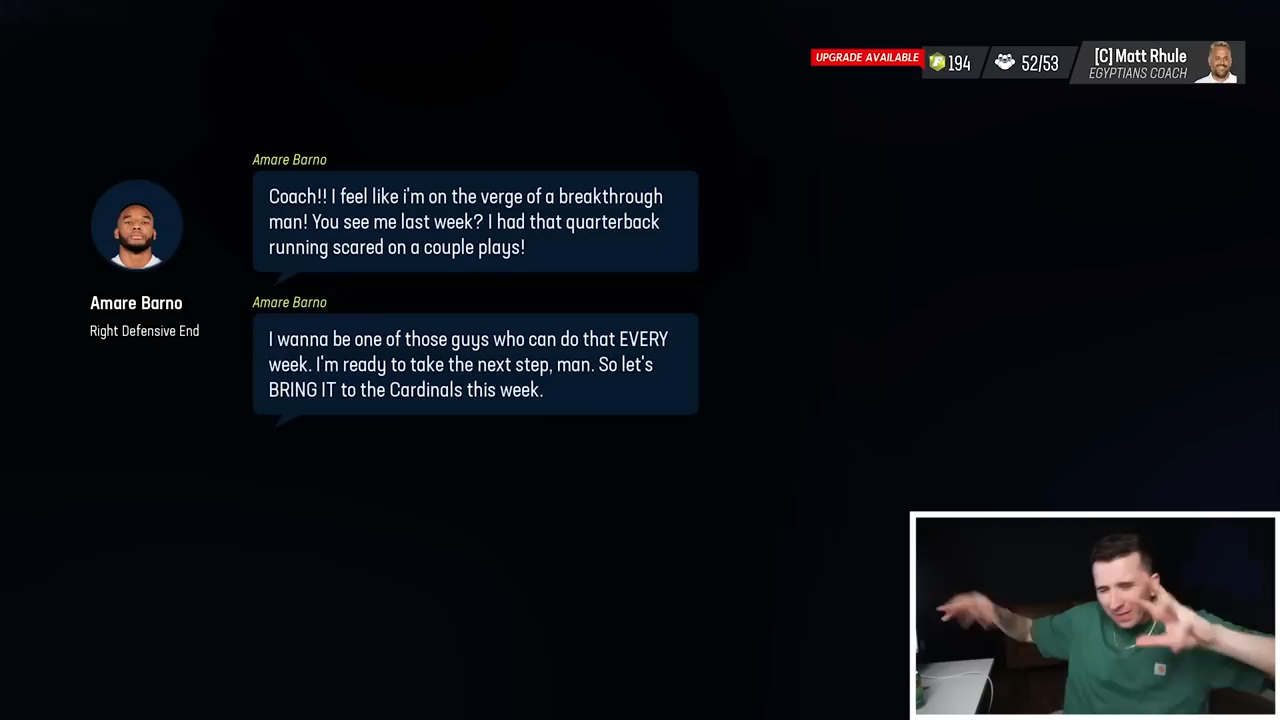 UPGRADE AVAILABLE
194
52/53
[C] Matt Rhule
EGYPTIANS COACH
Amare Barno
Coach!! I feel like i'm on the verge of a breakthrough
man! You see me last week? I had that quarterback
running scared on a couple plays!
Amare Barno
Right Defensive End
Amare Barno
I wanna be one of those guys who can do that EVERY
week. I'm ready to take the next step, man. So let's
BRING IT to the Cardinals this week.